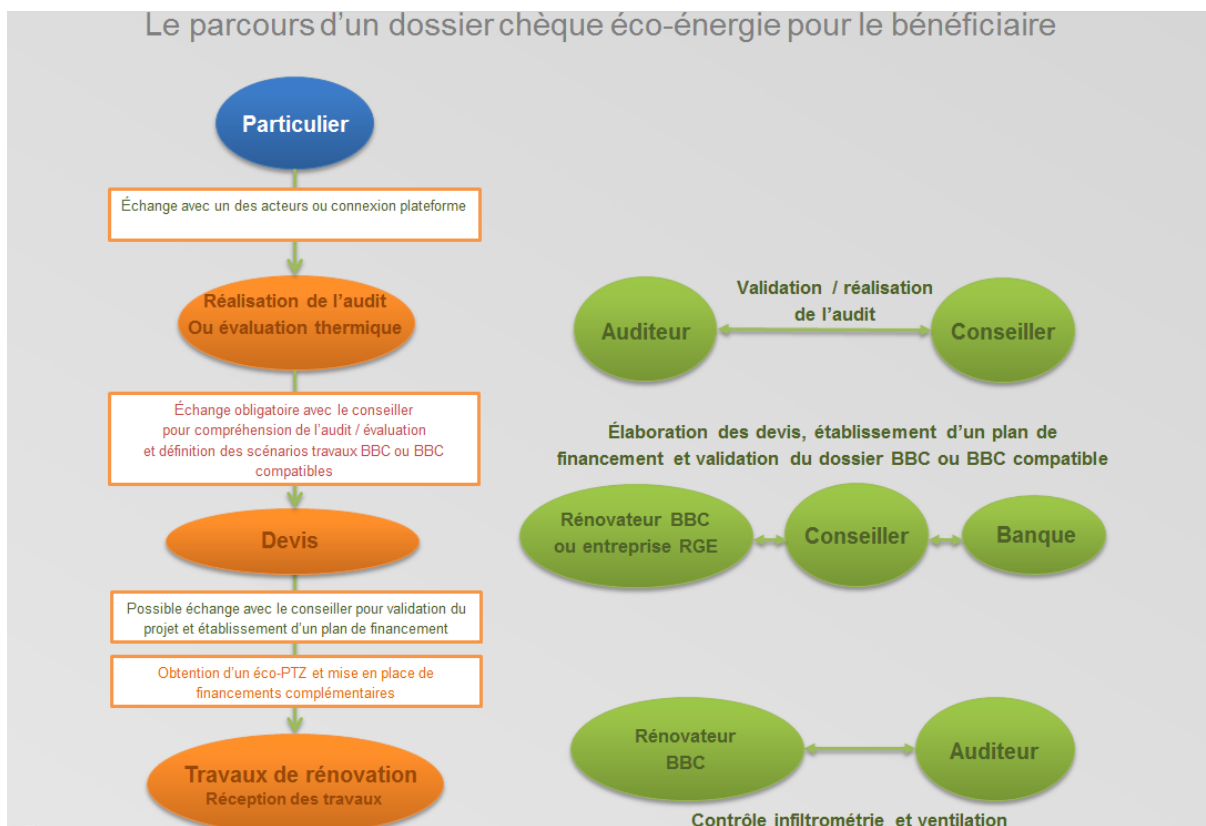 Le parcours d'un dossier chèque éco-énergie pour le bénéficiaire
Particulier
Échange avec un des acteurs ou connexion plateforme
Réalisation de l'audit
Ou évaluation thermique
Échange obligatoire avec le conseiller
pour compréhension de l'audit / évaluation
et définition des scénarios travaux BBC ou BBC
compatibles
Devis
Possible échange avec le conseiller pour validation du
projet et établissement d'un plan de financement
Obtention d'un éco-PTZ et mise en place de
financements complémentaires
Travaux de rénovation
Réception des travaux
Validation / réalisation
de l'audit
Auditeur
Conseiller
Élaboration des devis, établissement d'un plan de
financement et validation du dossier BBC ou BBC compatible
Rénovateur BBC
ou entreprise RGE
Conseiller
Banque
Rénovateur
BBC
Auditeur
Contrôle infiltrométrie et ventilation